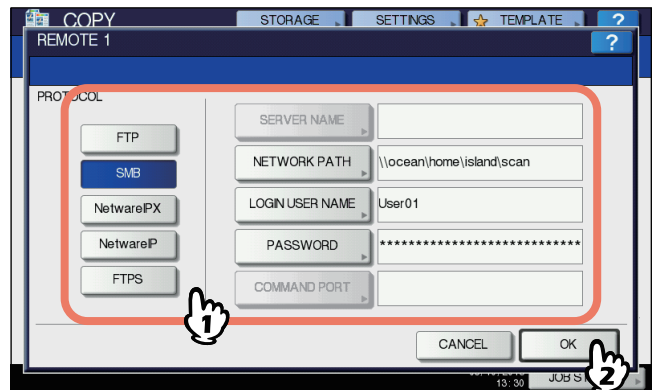 COPY STORAGE SETTINGS TEMPLATE ?
REMOTE 1 ?
PROTOCOL
FTP
SMB
NetwareIPX
NetwareIP
FTPS
SERVER NAME
NETWORK PATH \\ocean\home\island\scan
LOGIN USER NAME User01
PASSWORD ****************************
COMMAND PORT
CANCEL OK
1
2
13:30 JOB S